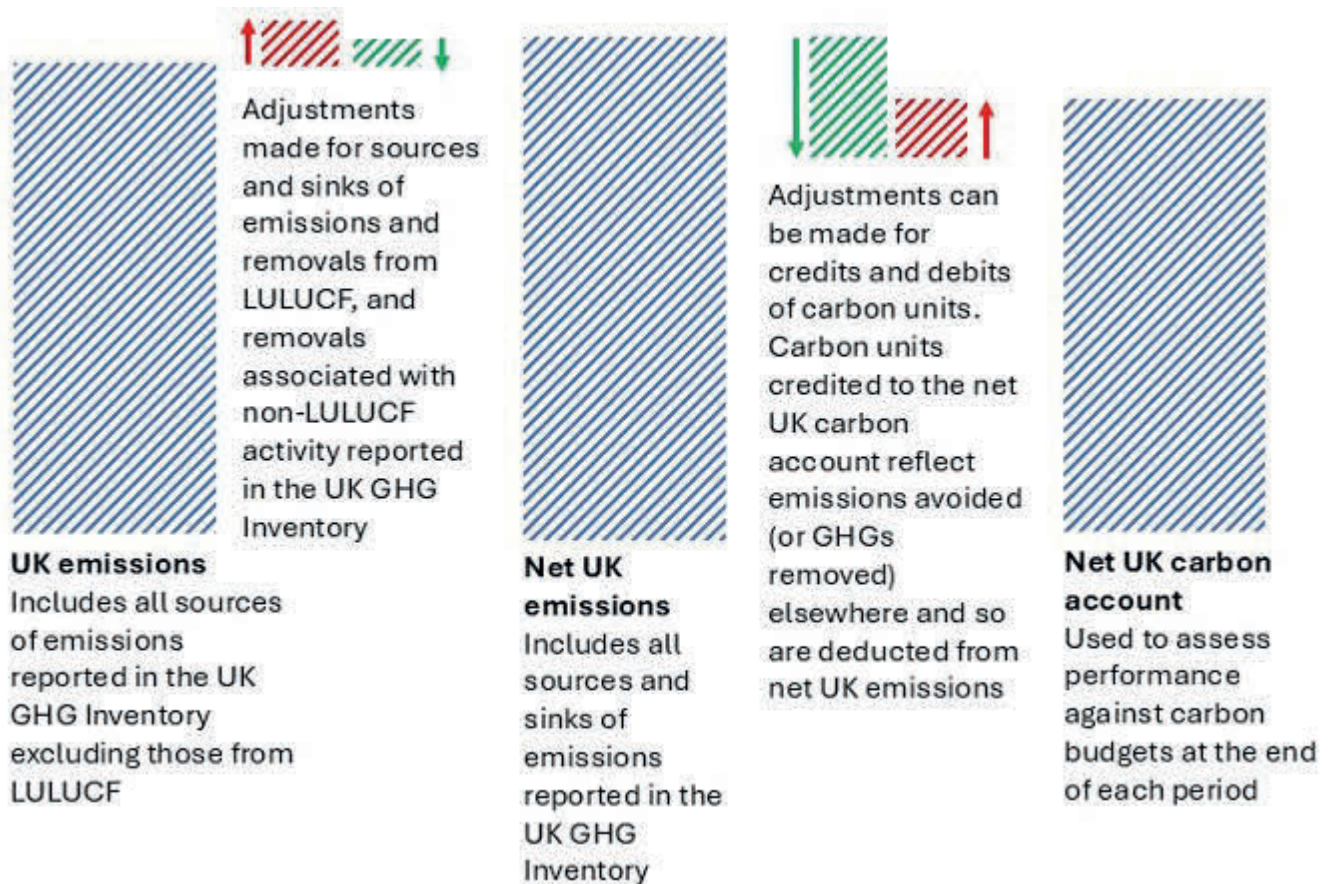 Adjustments
made for sources
and sinks of
emissions and
removals from
LULUCF, and
removals
associated with
non-LULUCF
activity reported
in the UK GHG
Inventory
Adjustments can
be made for
credits and debits
of carbon units.
Carbon units
credited to the net
UK carbon
account reflect
emissions avoided
(or GHGs
removed)
elsewhere and so
are deducted from
net UK emissions
UK emissions
Includes all sources
of emissions
reported in the UK
GHG Inventory
excluding those from
LULUCF
Net UK
emissions
Includes all
sources and
sinks of
emissions
reported in the
UK GHG
Inventory
Net UK carbon
account
Used to assess
performance
against carbon
budgets at the end
of each period